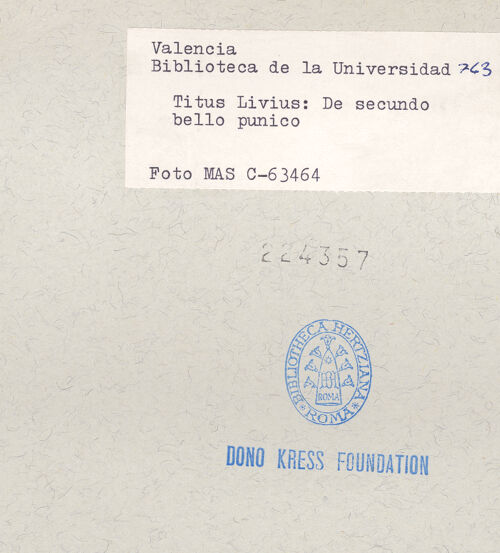 Valencia
Biblioteca de la Universidad 763
Titus Livius: De secundo
bello punico
Foto MAS C-63464
224357
BIBLIOTHECA HERTZIANA
ROMA
* ROMA *
DONO KRESS FOUNDATION